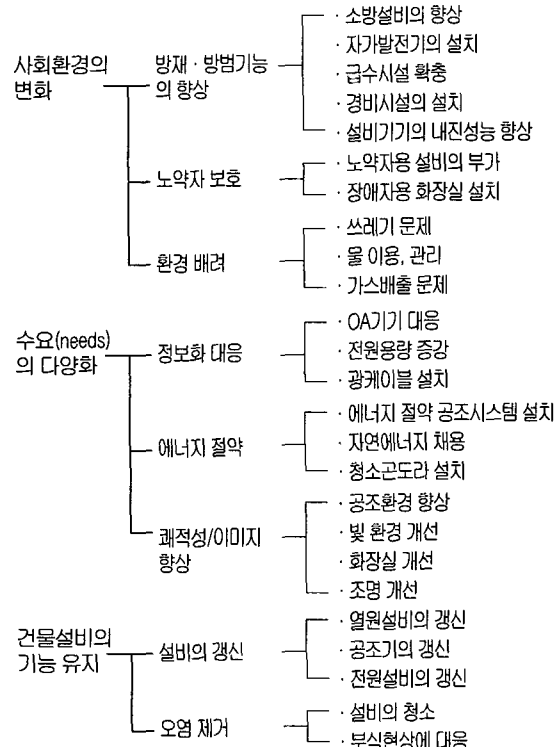 사회환경의
변화
방재 · 방범기능
의 향상
· 소방설비의 향상
· 자가발전기의 설치
· 급수시설 확충
· 경비시설의 설치
· 설비기기의 내진성능 향상
노약자 보호
· 노약자용 설비의 부가
· 장애자용 화장실 설치
환경 배려
· 쓰레기 문제
· 물 이용, 관리
· 가스배출 문제
수요(needs)
의 다양화
정보화 대응
· OA기기 대응
· 전원용량 증강
· 광케이블 설치
에너지 절약
· 에너지 절약 공조시스템 설치
· 자연에너지 채용
· 청소곤도라 설치
쾌적성/이미지
향상
· 공조환경 향상
· 빛 환경 개선
· 화장실 개선
· 조명 개선
건물설비의
기능 유지
설비의 갱신
· 열원설비의 갱신
· 공조기의 갱신
· 전원설비의 갱신
오염 제거
· 설비의 청소
· 부식현상에 대응